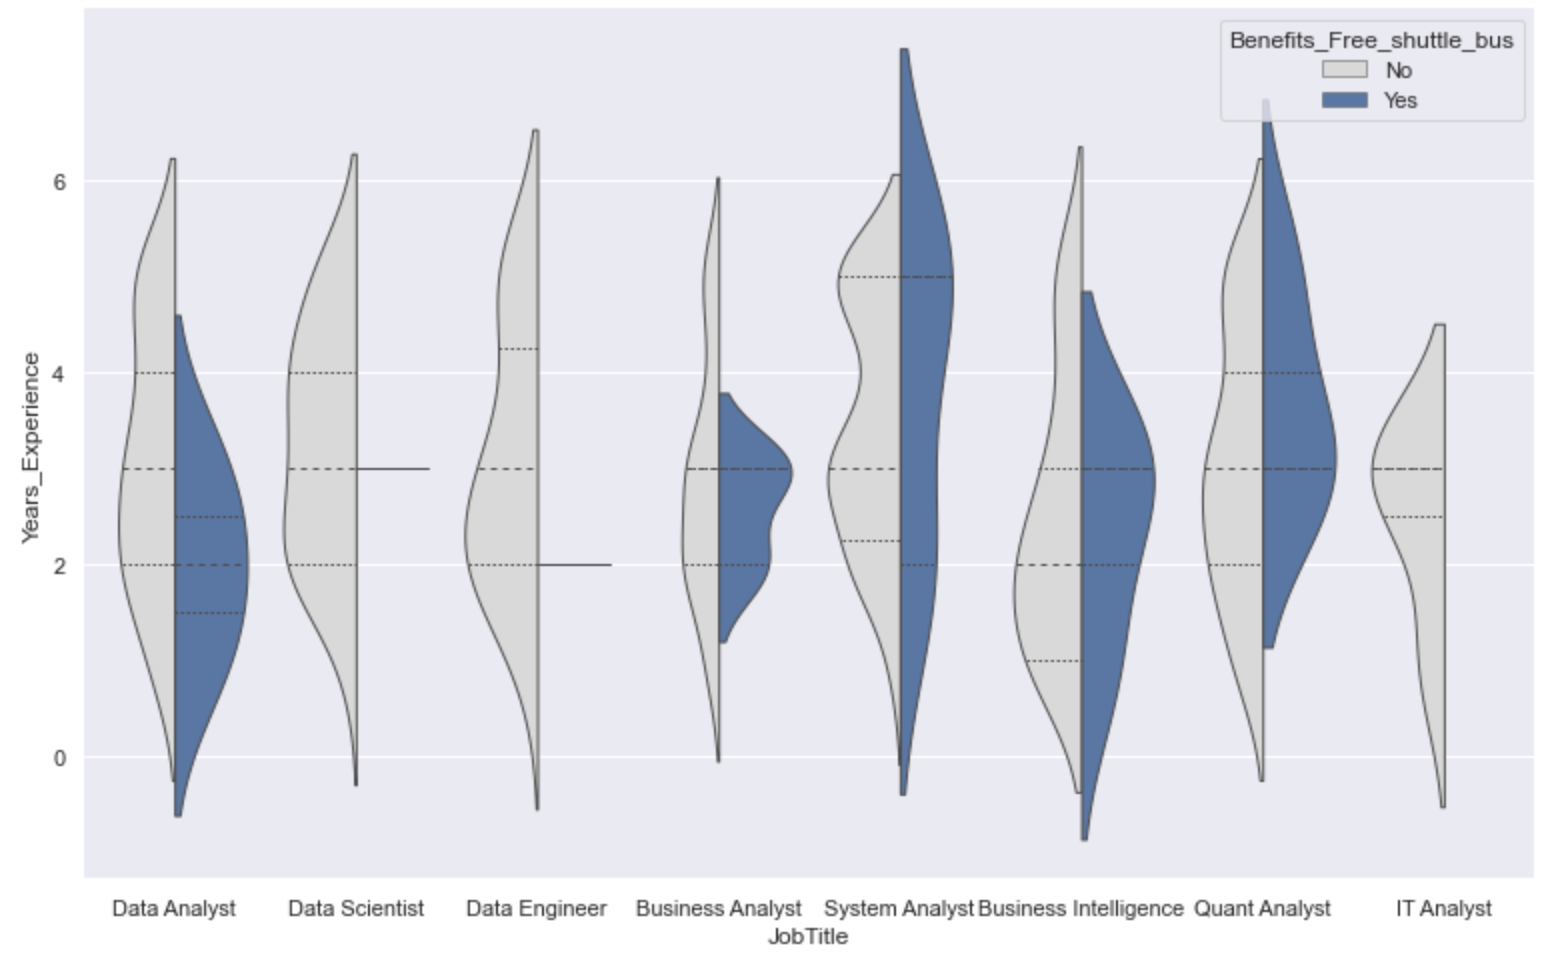 Benefits_Free_shuttle_bus
No
Yes
6
4
2
0
Years_Experience
Data Analyst
Data Scientist
Data Engineer
Business Analyst
System Analyst
Business Intelligence
Quant Analyst
IT Analyst
JobTitle